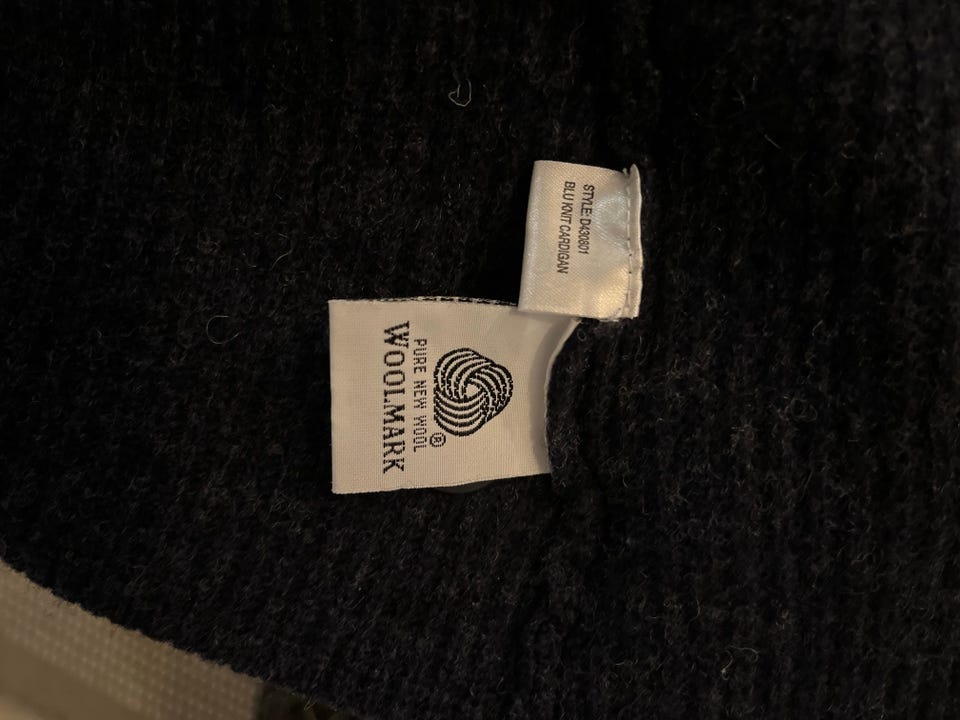 STYLE: D430801
BLU KNIT CARDIGAN
®
PURE NEW WOOL
WOOLMARK